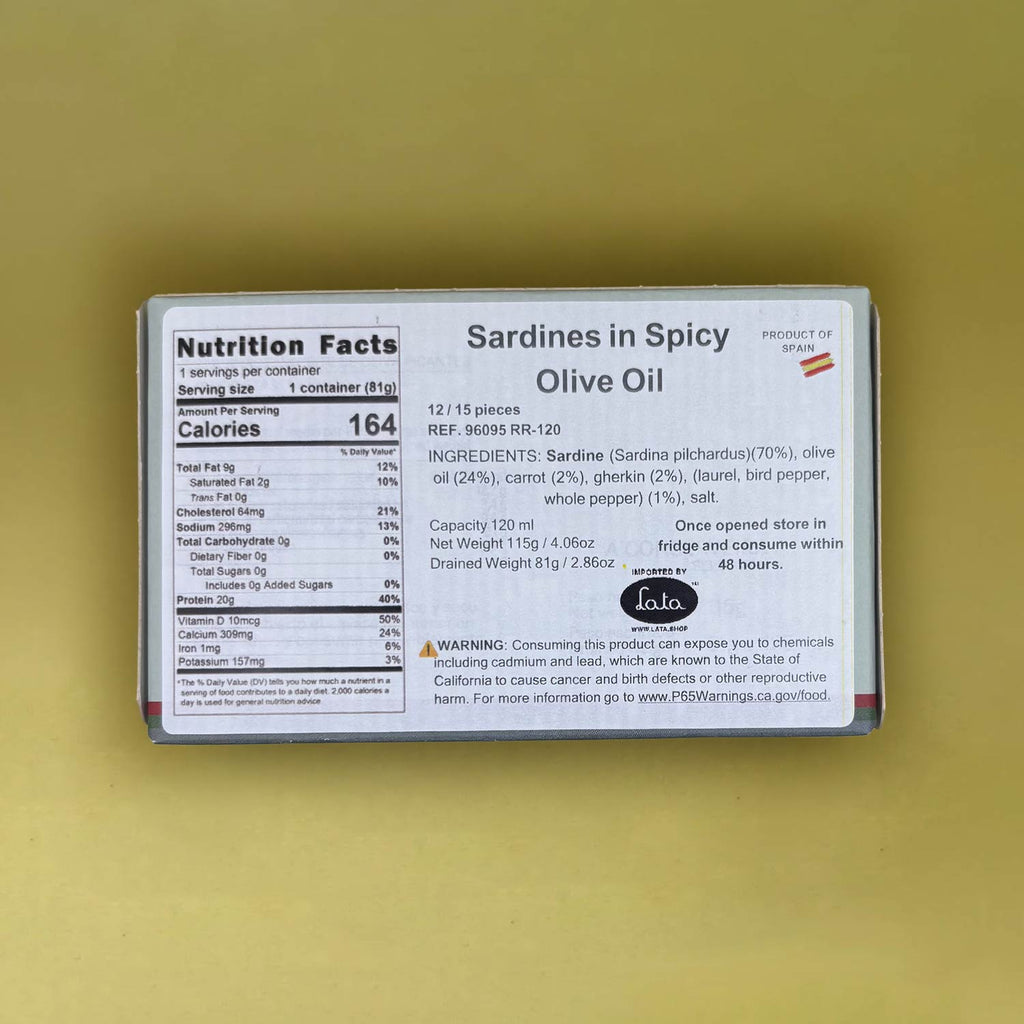 Nutrition Facts
1 servings per container
Serving size 1 container (81g)
Amount Per Serving
Calories 164
% Daily Value*
Total Fat 9g 12%
Saturated Fat 2g 10%
Trans Fat 0g
Cholesterol 64mg 21%
Sodium 296mg 13%
Total Carbohydrate 0g 0%
Dietary Fiber 0g 0%
Total Sugars 0g
Includes 0g Added Sugars 0%
Protein 20g 40%
Vitamin D 10mcg 50%
Calcium 309mg 24%
Iron 1mg 6%
Potassium 157mg 3%
*The % Daily Value (DV) tells you how much a nutrient in a
serving of food contributes to a daily diet. 2,000 calories a
day is used for general nutrition advice
Sardines in Spicy
Olive Oil
PRODUCT OF
SPAIN
12 / 15 pieces
REF. 96095 RR-120
INGREDIENTS: Sardine (Sardina pilchardus)(70%), olive
oil (24%), carrot (2%), gherkin (2%), (laurel, bird pepper,
whole pepper) (1%), salt.
Capacity 120 ml
Net Weight 115g / 4.06oz
Drained Weight 81g / 2.86oz
Once opened store in
fridge and consume within
48 hours.
IMPORTED BY
Lata
WWW.LATA.SHOP
WARNING: Consuming this product can expose you to chemicals
including cadmium and lead, which are known to the State of
California to cause cancer and birth defects or other reproductive
harm. For more information go to www.P65Warnings.ca.gov/food.